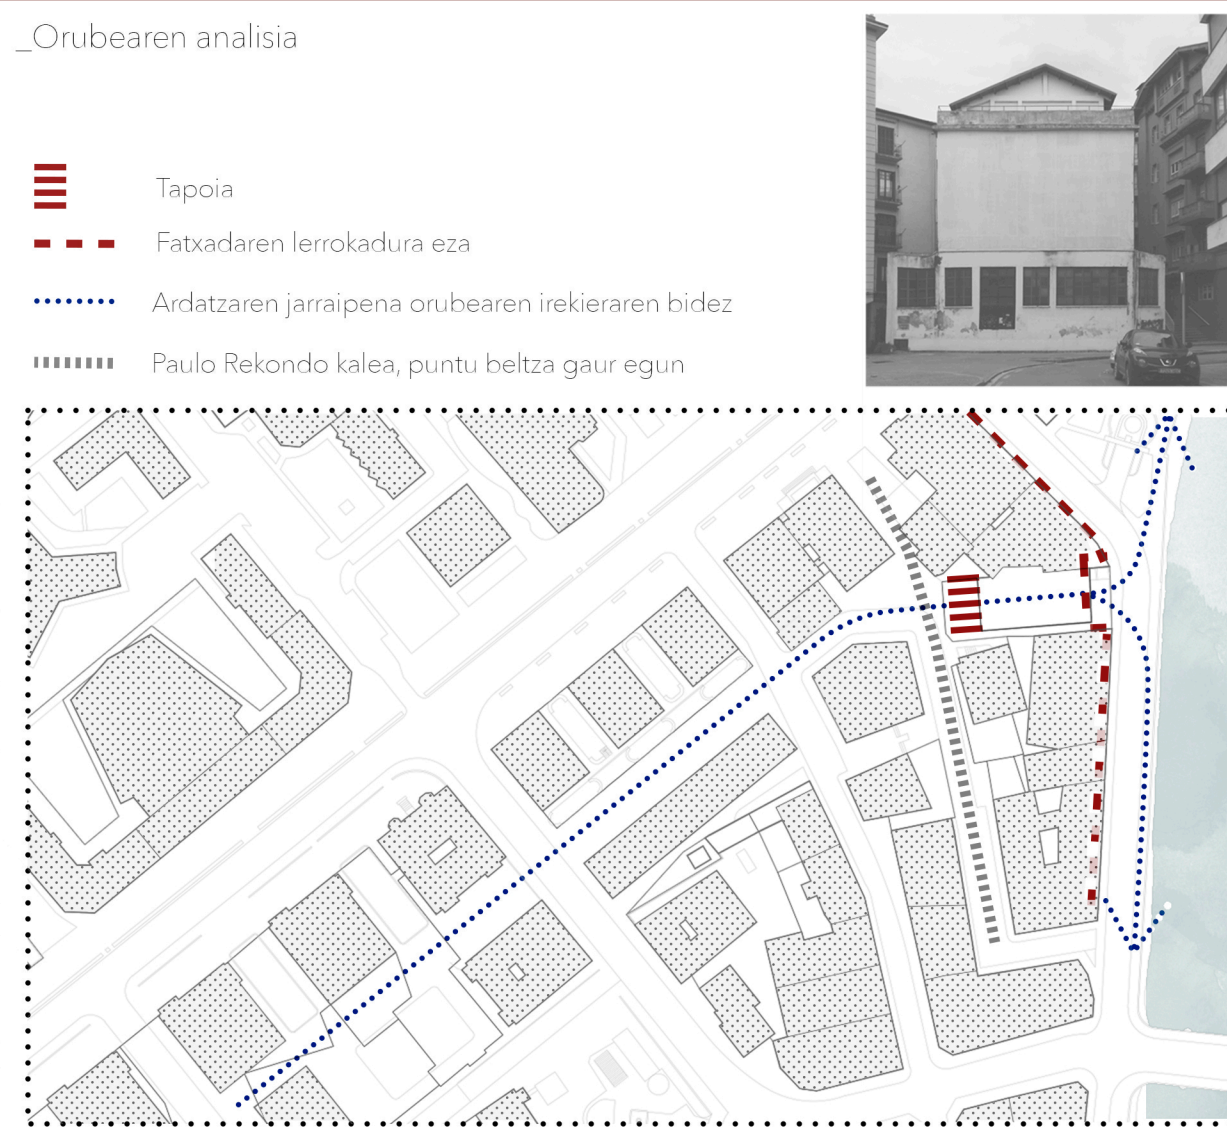 _Orubearen analisia
Tapoia
Fatxadaren lerrokadura eza
Ardatzaren jarraipena orubearen irekieraren bidez
Paulo Rekondo kalea, puntu beltza gaur egun